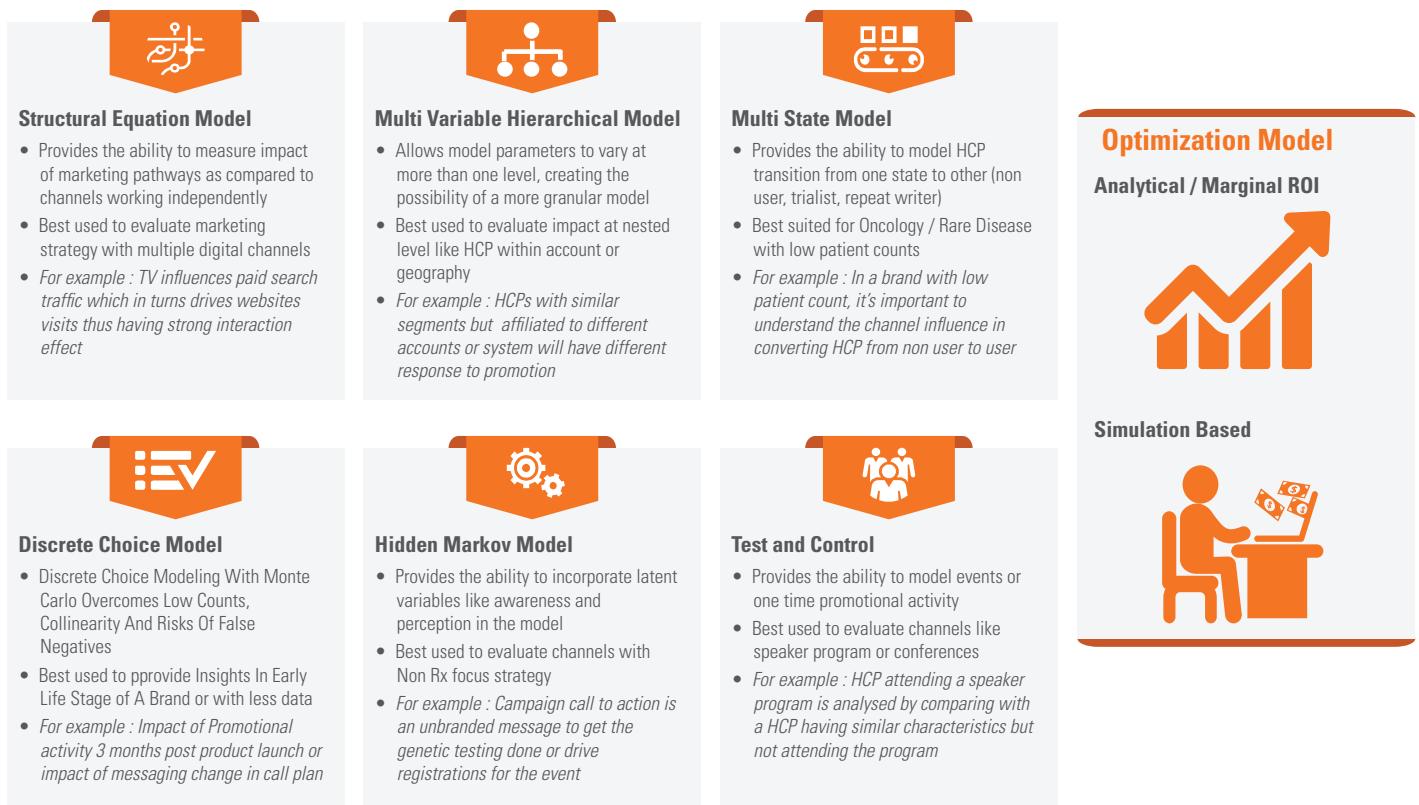 Structural Equation Model
• Provides the ability to measure impact
of marketing pathways as compared to
channels working independently
• Best used to evaluate marketing
strategy with multiple digital channels
• For example : TV influences paid search
traffic which in turns drives websites
visits thus having strong interaction
effect
Multi Variable Hierarchical Model
• Allows model parameters to vary at
more than one level, creating the
possibility of a more granular model
• Best used to evaluate impact at nested
level like HCP within account or
geography
• For example : HCPs with similar
segments but affiliated to different
accounts or system will have different
response to promotion
Multi State Model
• Provides the ability to model HCP
transition from one state to other (non
user, trialist, repeat writer)
• Best suited for Oncology / Rare Disease
with low patient counts
• For example : In a brand with low
patient count, it's important to
understand the channel influence in
converting HCP from non user to user
Discrete Choice Model
• Discrete Choice Modeling With Monte
Carlo Overcomes Low Counts,
Collinearity And Risks Of False
Negatives
• Best used to pprovide Insights In Early
Life Stage of A Brand or with less data
• For example : Impact of Promotional
activity 3 months post product launch or
impact of messaging change in call plan
Hidden Markov Model
• Provides the ability to incorporate latent
variables like awareness and
perception in the model
• Best used to evaluate channels with
Non Rx focus strategy
• For example : Campaign call to action is
an unbranded message to get the
genetic testing done or drive
registrations for the event
Test and Control
• Provides the ability to model events or
one time promotional activity
• Best used to evaluate channels like
speaker program or conferences
• For example : HCP attending a speaker
program is analysed by comparing with
a HCP having similar characteristics but
not attending the program
Optimization Model
Analytical / Marginal ROI
Simulation Based
$
$
$